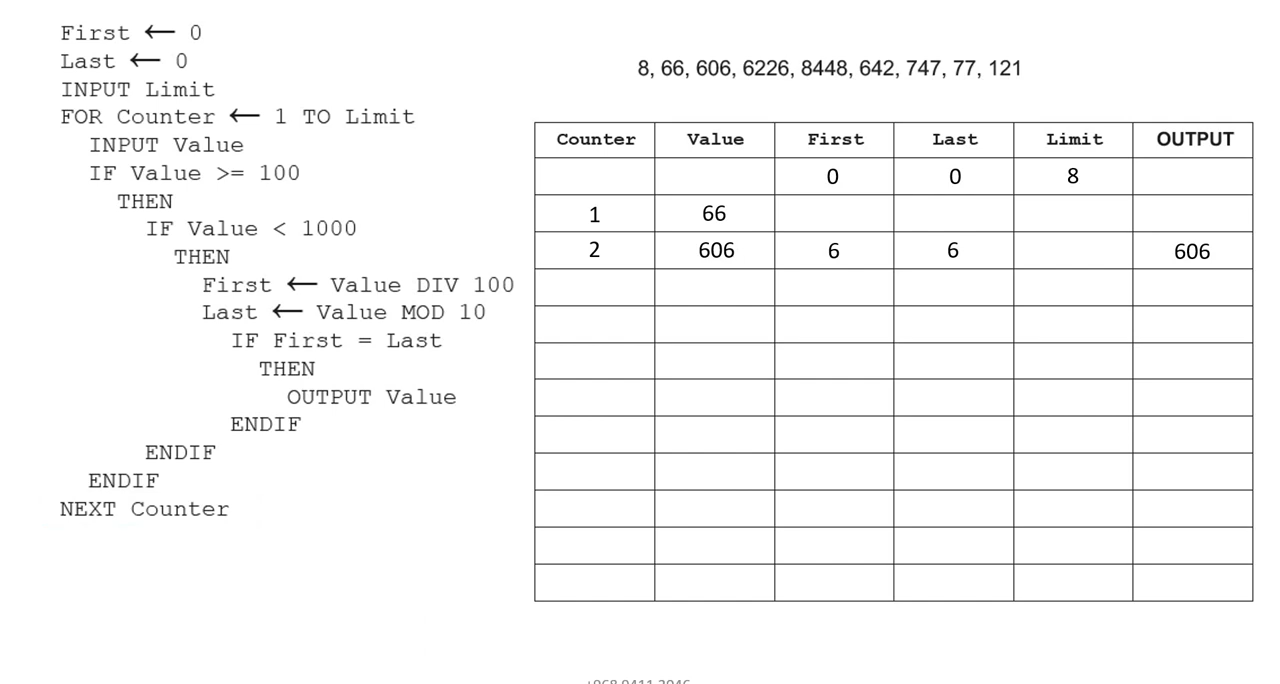 First ← 0
Last ← 0
INPUT Limit
FOR Counter ← 1 TO Limit
INPUT Value
IF Value >= 100
THEN
IF Value < 1000
THEN
First ← Value DIV 100
Last ← Value MOD 10
IF First = Last
THEN
OUTPUT Value
ENDIF
ENDIF
ENDIF
NEXT Counter
8, 66, 606, 6226, 8448, 642, 747, 77, 121
Counter Value First Last Limit OUTPUT
0 0 8
1 66
2 606 6 6 606